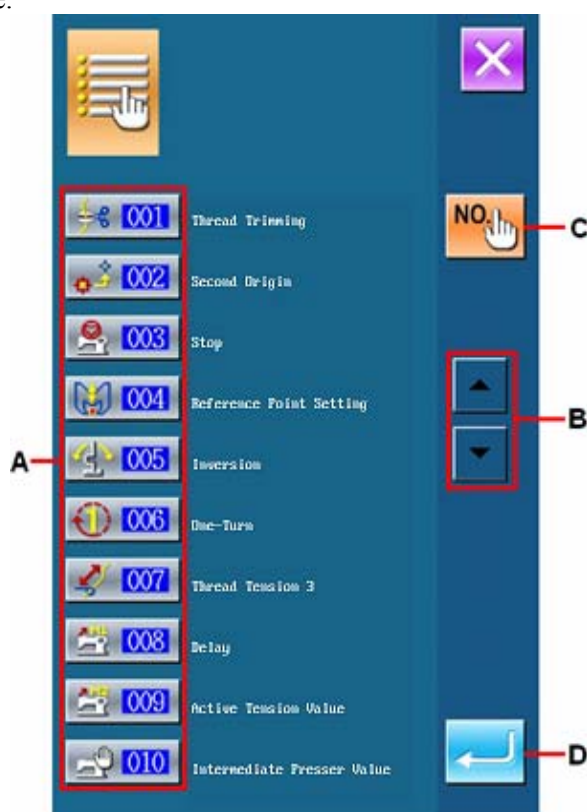 NO.
C
001 Thread Trimming
002 Second Origin
003 Stop
004 Reference Point Setting
B
A
005 Inversion
006 One-Turn
007 Thread Tension 3
008 Delay
009 Active Tension Value
010 Intermediate Presser Value
D